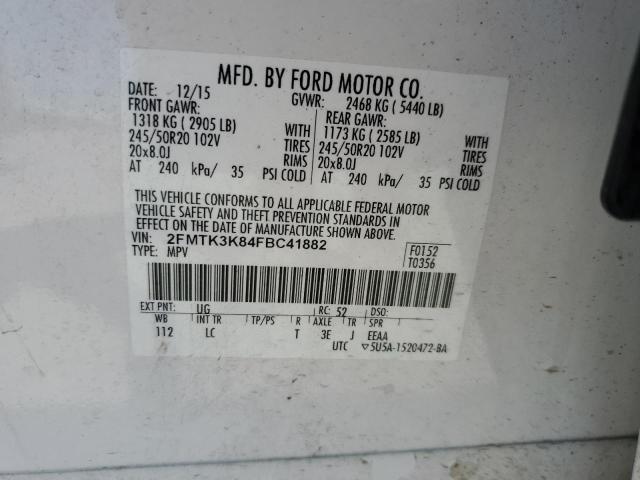 MFD. BY FORD MOTOR CO.
DATE: 12/15 GVWR: 2468 KG (5440 LB)
FRONT GAWR: REAR GAWR:
1318 KG (2905 LB) WITH 1173 KG (2585 LB) WITH
245/50R20 102V TIRES 245/50R20 102V TIRES
20x8.0J RIMS 20x8.0J RIMS
AT 240 kPa/ 35 PSI COLD AT 240 kPa/ 35 PSI COLD
THIS VEHICLE CONFORMS TO ALL APPLICABLE FEDERAL MOTOR
VEHICLE SAFETY AND THEFT PREVENTION STANDARDS IN
EFFECT ON THE DATE OF MANUFACTURE SHOWN ABOVE.
VIN: 2FMTK3K84FBC41882 F0152
TYPE: MPV T0356
EXT PNT: UG RC: 52 DSO:
WB INT TR TP/PS R AXLE TR SPR
112 LC T 3E J EEAA
UTC ▽5U5A-1520472-BA